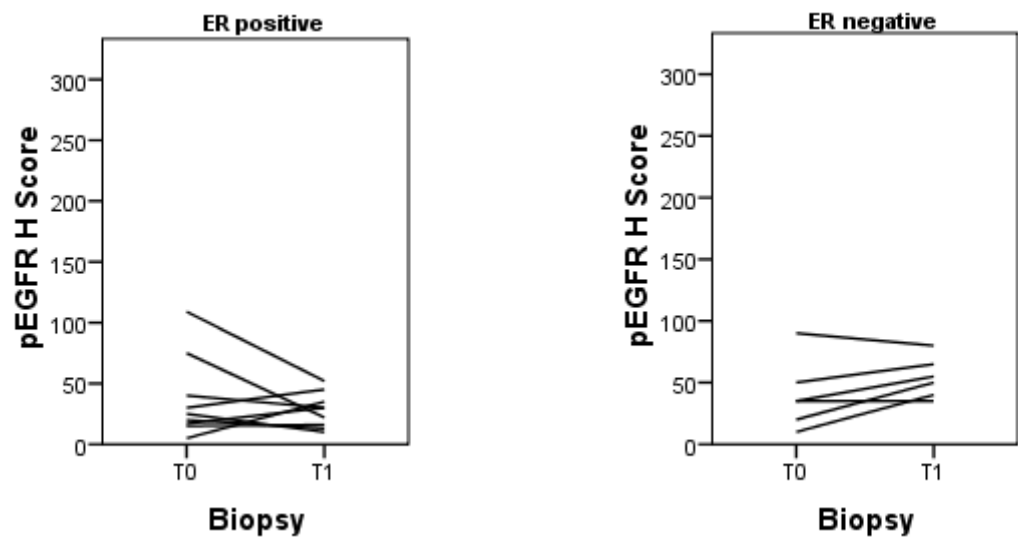 ER positive
pEGFR H Score
300
250
200
150
100
50
0
T0 T1
Biopsy
ER negative
pEGFR H Score
300
250
200
150
100
50
0
T0 T1
Biopsy